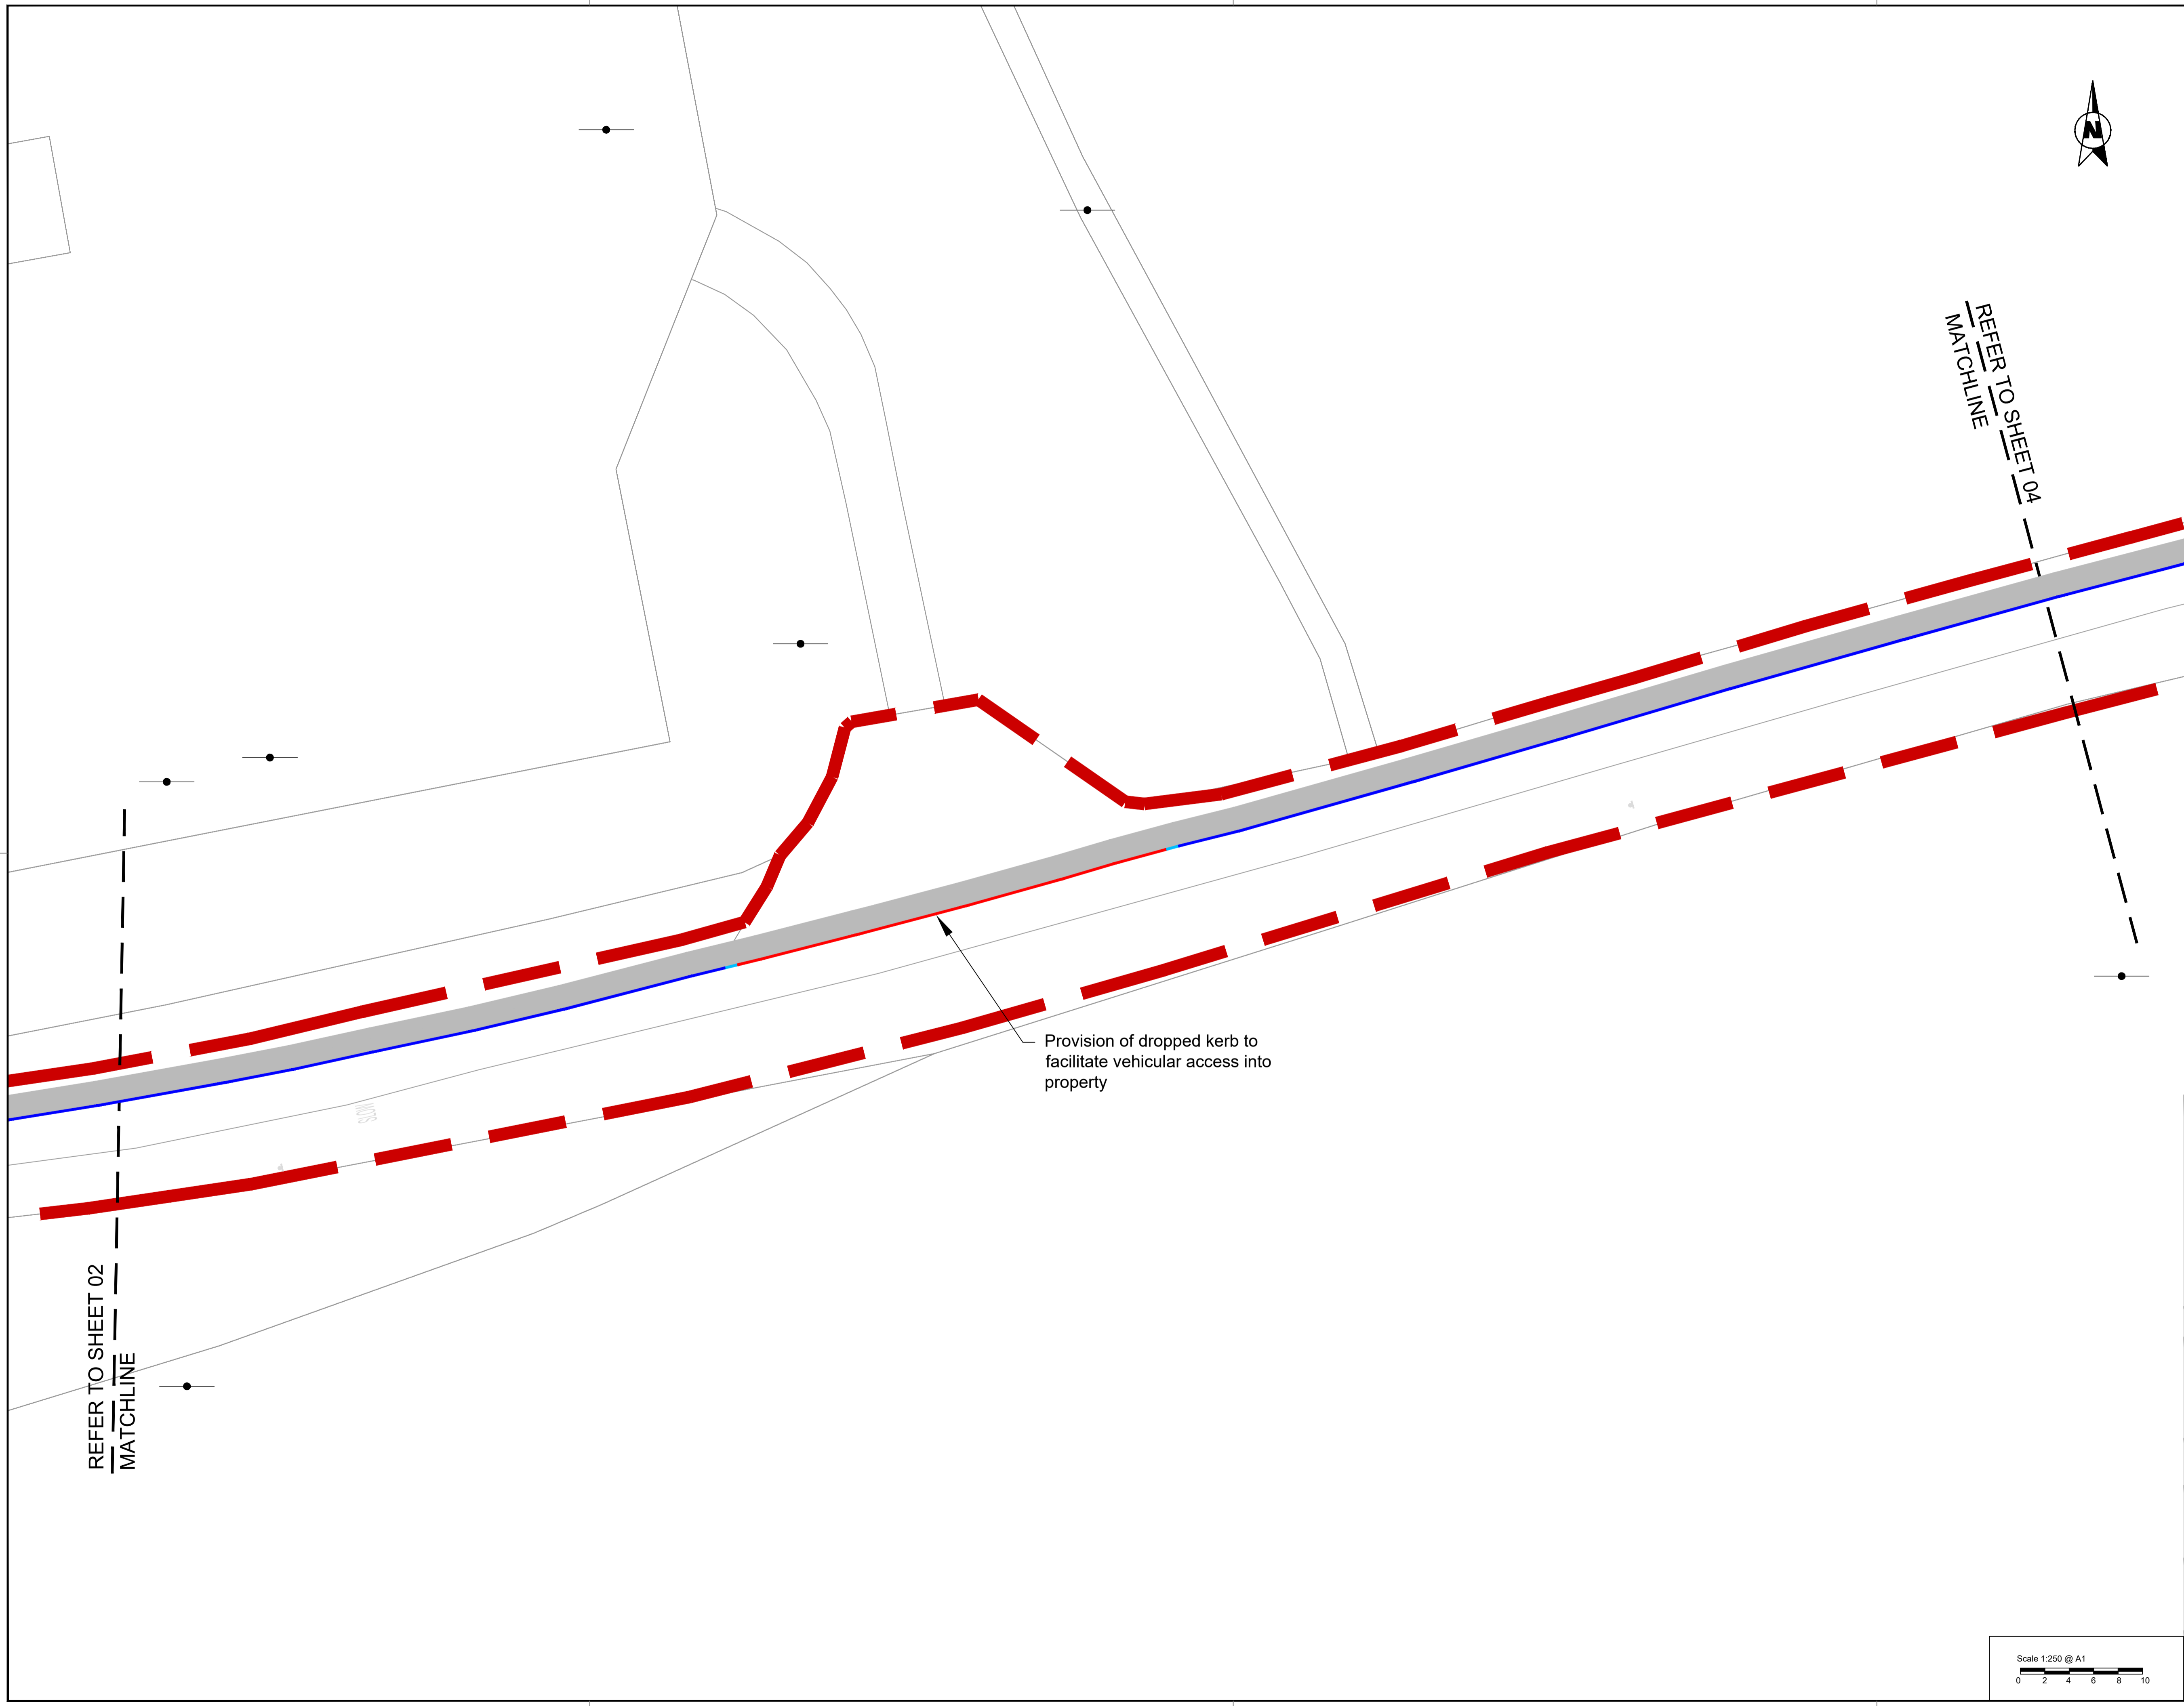 N
REFER TO SHEET 04
MATCHLINE
Provision of dropped kerb to
facilitate vehicular access into
property
SLOW
REFER TO SHEET 02
MATCHLINE
Scale 1:250 @ A1
0 2 4 6 8 10